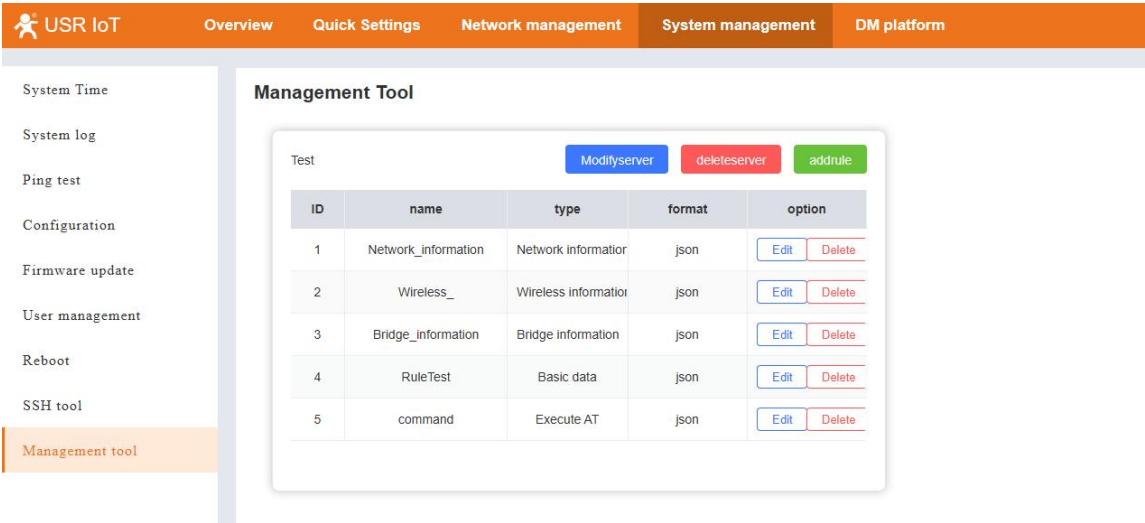 USR IoT Overview Quick Settings Network management System management DM platform
System Time
System log
Ping test
Configuration
Firmware update
User management
Reboot
SSH tool
Management tool
Management Tool
Test Modifyserver deleteserver addrule
ID name type format option
1 Network_information Network information json Edit Delete
2 Wireless_ Wireless information json Edit Delete
3 Bridge_information Bridge information json Edit Delete
4 RuleTest Basic data json Edit Delete
5 command Execute AT json Edit Delete